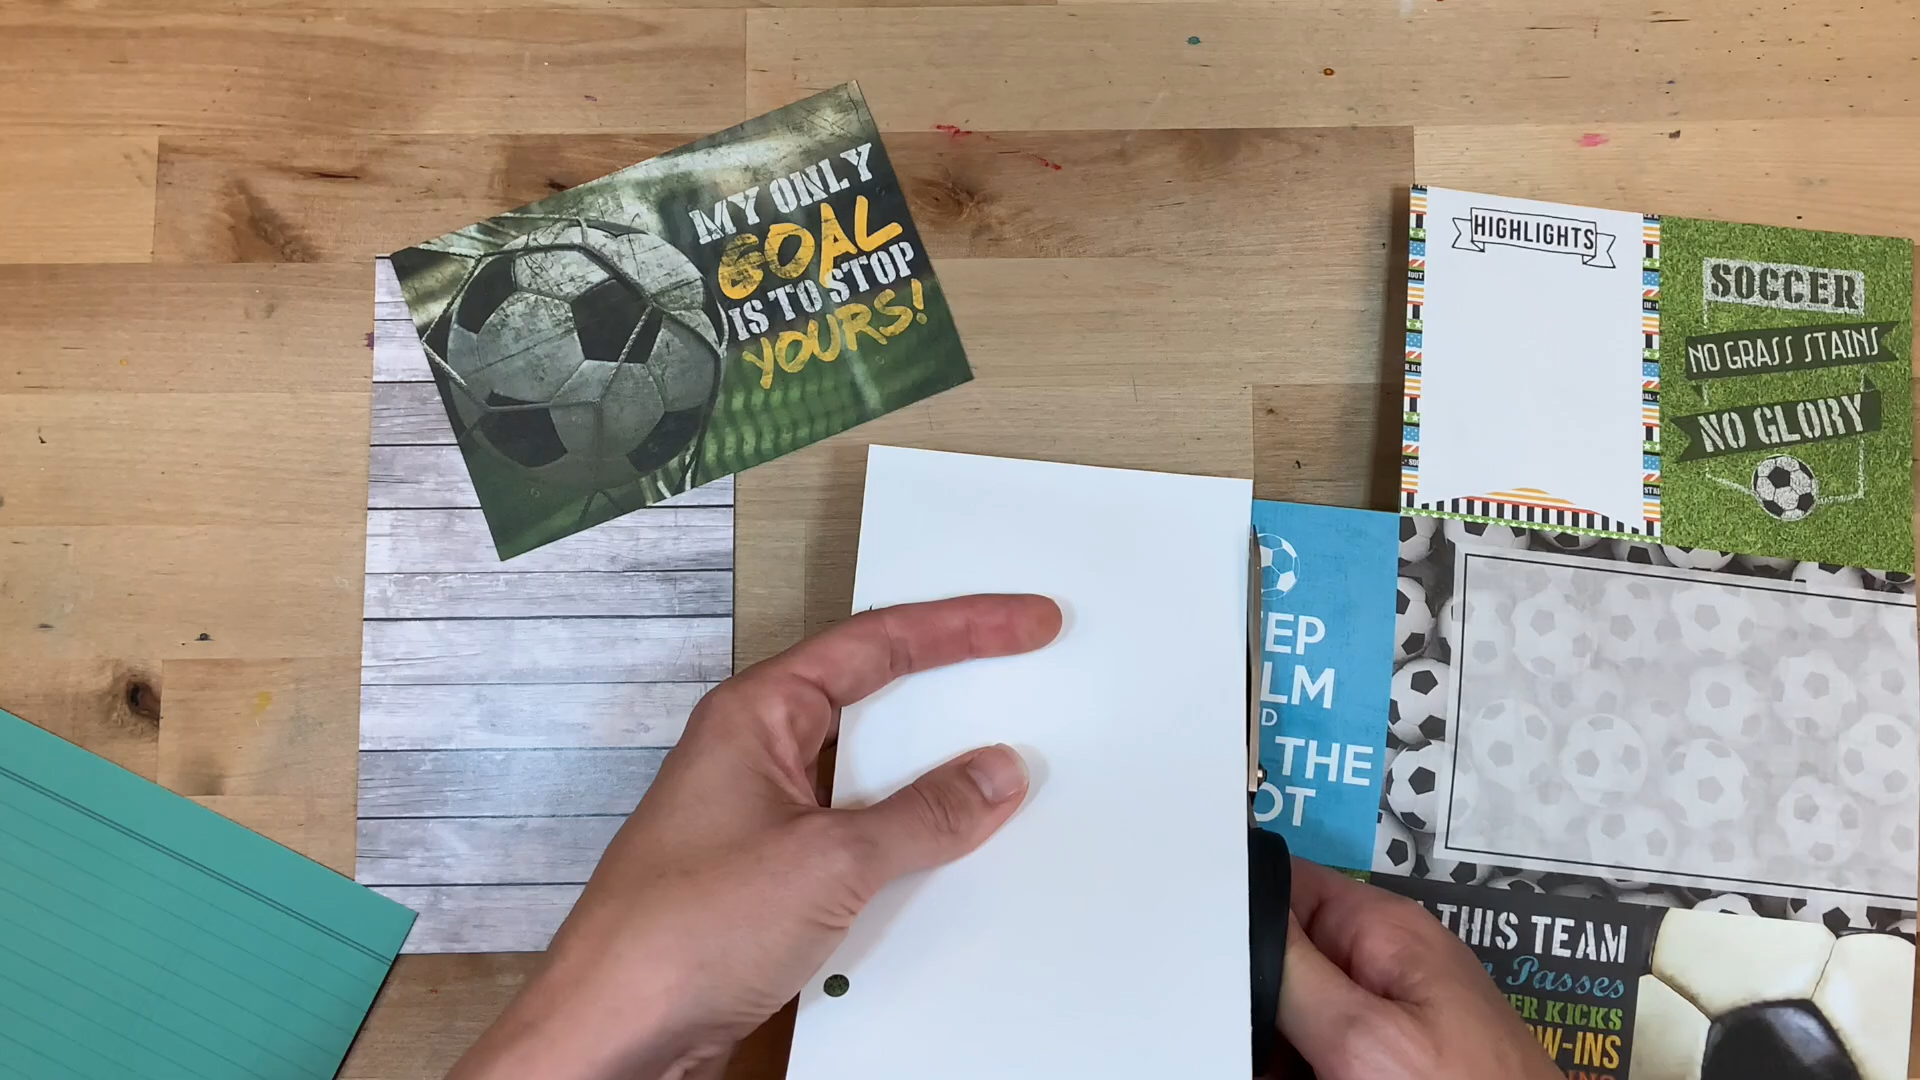 MY ONLY
GOAL
IS TO STOP
YOURS!
HIGHLIGHTS
SOCCER
NO GRASS STAINS
NO GLORY
EP
LM
D
THE
OT
THIS TEAM
Passes
ER KICKS
W-INS